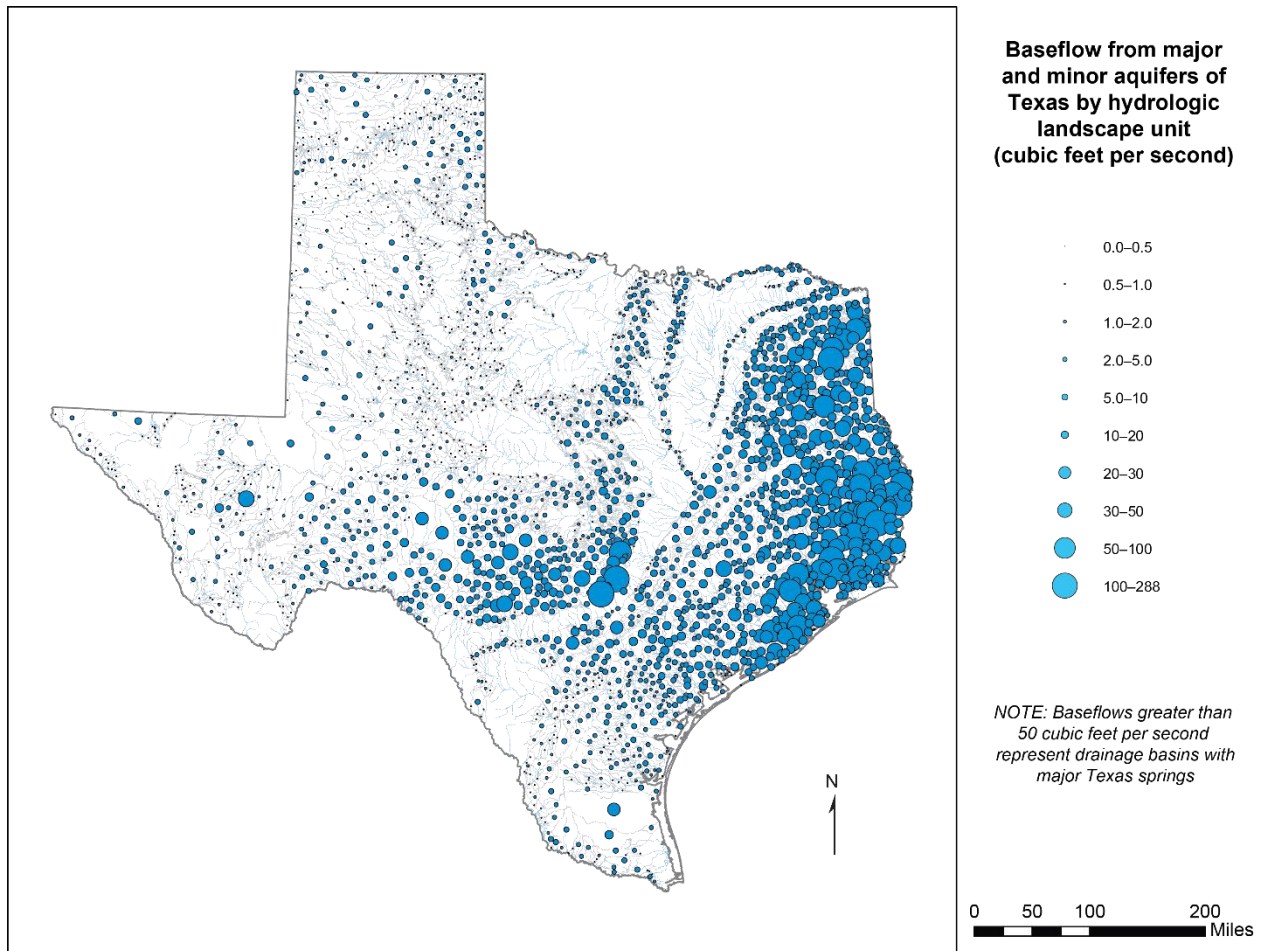 Baseflow from major
and minor aquifers of
Texas by hydrologic
landscape unit
(cubic feet per second)
0.0–0.5
0.5–1.0
1.0–2.0
2.0–5.0
5.0–10
10–20
20–30
30–50
50–100
100–288
NOTE: Baseflows greater than
50 cubic feet per second
represent drainage basins with
major Texas springs
N
0 50 100 200
Miles